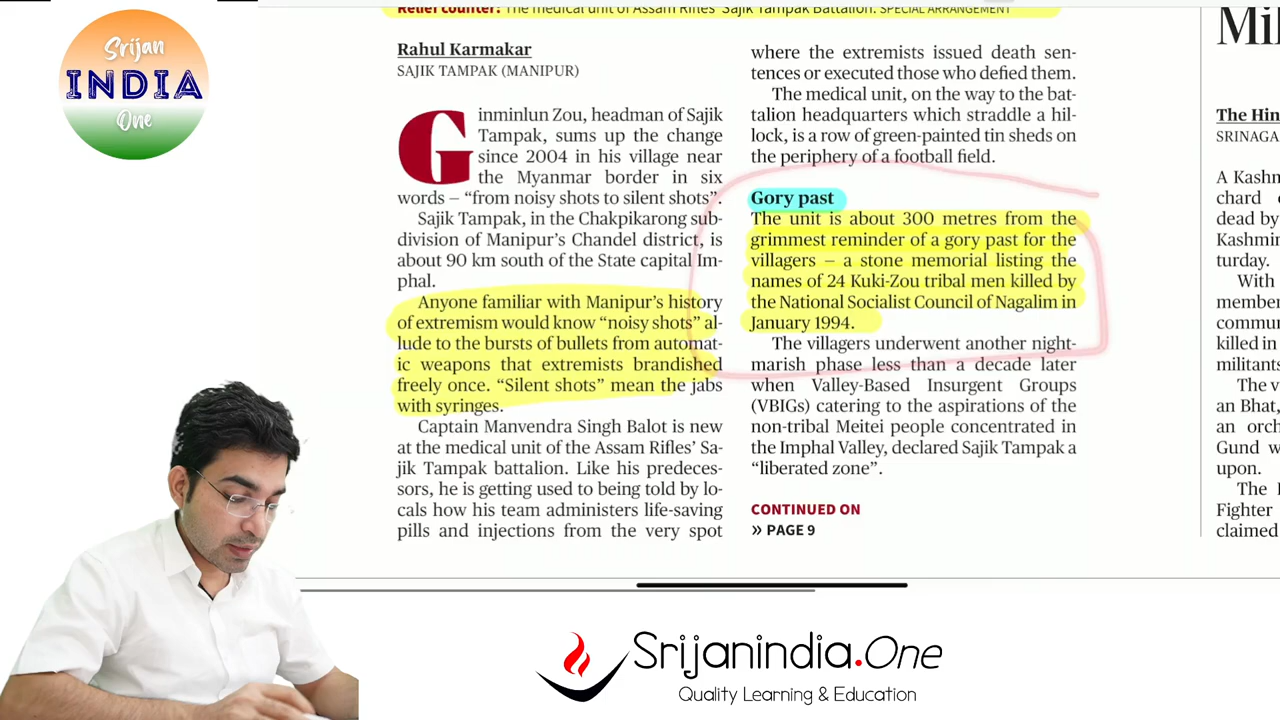 Srijan
INDIA
One
Relief counter: The medical unit of Assam Rifles' Sajik Tampak Battalion. SPECIAL ARRANGEMENT
Rahul Karmakar
SAJIK TAMPAK (MANIPUR)
Ginminlun Zou, headman of Sajik
Tampak, sums up the change
since 2004 in his village near
the Myanmar border in six
words – “from noisy shots to silent shots”.
Sajik Tampak, in the Chakpikarong sub-
division of Manipur’s Chandel district, is
about 90 km south of the State capital Im-
phal.
Anyone familiar with Manipur’s history
of extremism would know “noisy shots” al-
lude to the bursts of bullets from automat-
ic weapons that extremists brandished
freely once. “Silent shots” mean the jabs
with syringes.
Captain Manvendra Singh Balot is new
at the medical unit of the Assam Rifles’ Sa-
jik Tampak battalion. Like his predeces-
sors, he is getting used to being told by lo-
cals how his team administers life-saving
pills and injections from the very spot
where the extremists issued death sen-
tences or executed those who defied them.
The medical unit, on the way to the bat-
talion headquarters which straddle a hil-
lock, is a row of green-painted tin sheds on
the periphery of a football field.
Gory past
The unit is about 300 metres from the
grimmest reminder of a gory past for the
villagers – a stone memorial listing the
names of 24 Kuki-Zou tribal men killed by
the National Socialist Council of Nagalim in
January 1994.
The villagers underwent another night-
marish phase less than a decade later
when Valley-Based Insurgent Groups
(VBIGs) catering to the aspirations of the
non-tribal Meitei people concentrated in
the Imphal Valley, declared Sajik Tampak a
“liberated zone”.
CONTINUED ON
» PAGE 9
Mil
The Hin
SRINAGA
A Kashm
chard
dead by
Kashmir
turday.
With
member
commun
killed in
militants
The v
an Bhat,
an orch
Gund w
upon.
The
Fighter
claimed
Srijanindia.One
Quality Learning & Education